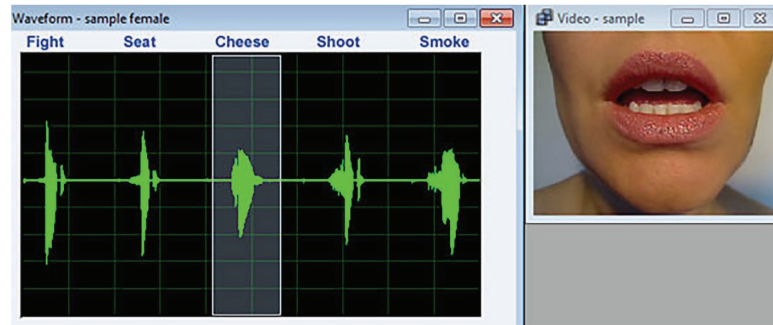 Waveform - sample female
Video - sample
Fight Seat Cheese Shoot Smoke